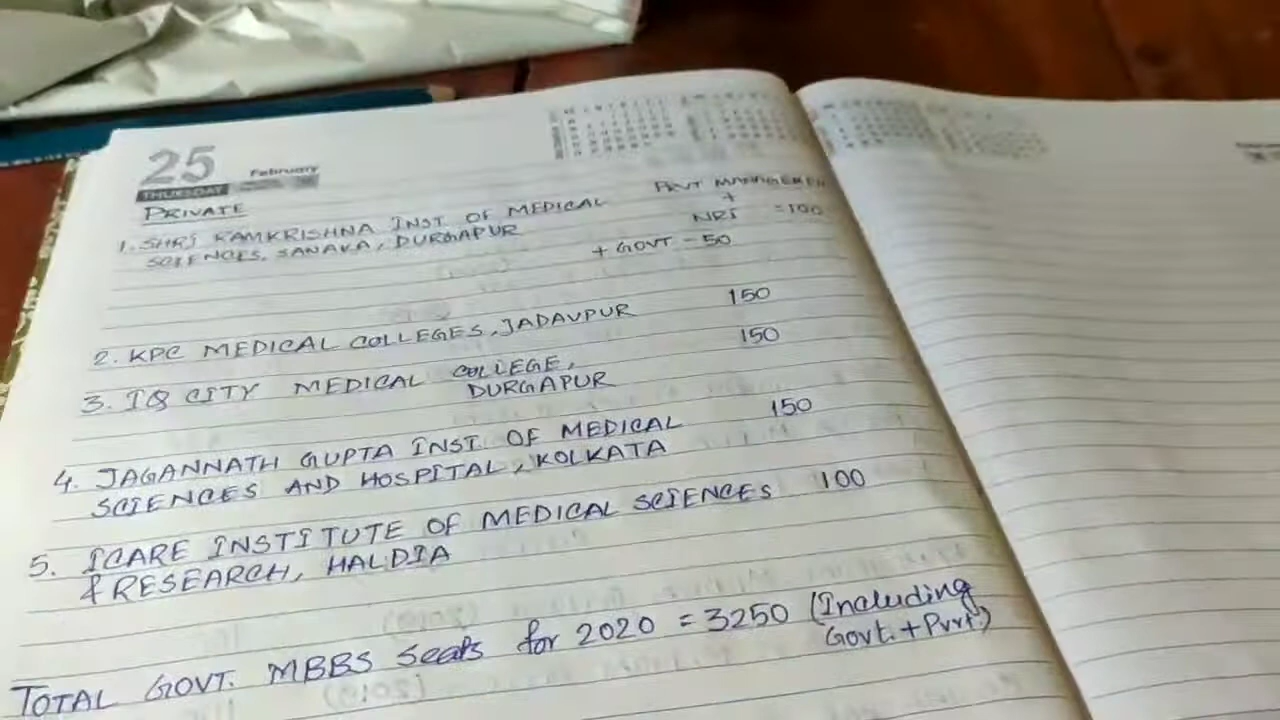 25 February
THURSDAY
PRIVATE
PRVT MANAGEMEN
+
NRI =100
1. SHRI RAMKRISHNA INST. OF MEDICAL
SCIENCES, SANAKA, DURGAPUR
+ GOVT - 50
2. KPC MEDICAL COLLEGES, JADAVPUR 150
3. IQ CITY MEDICAL COLLEGE, 150
DURGAPUR
4. JAGANNATH GUPTA INST. OF MEDICAL 150
SCIENCES AND HOSPITAL, KOLKATA
5. ICARE INSTITUTE OF MEDICAL SCIENCES 100
& RESEARCH, HALDIA
TOTAL GOVT. MBBS Seats for 2020 = 3250 (Including
Govt. + Pvrt.)